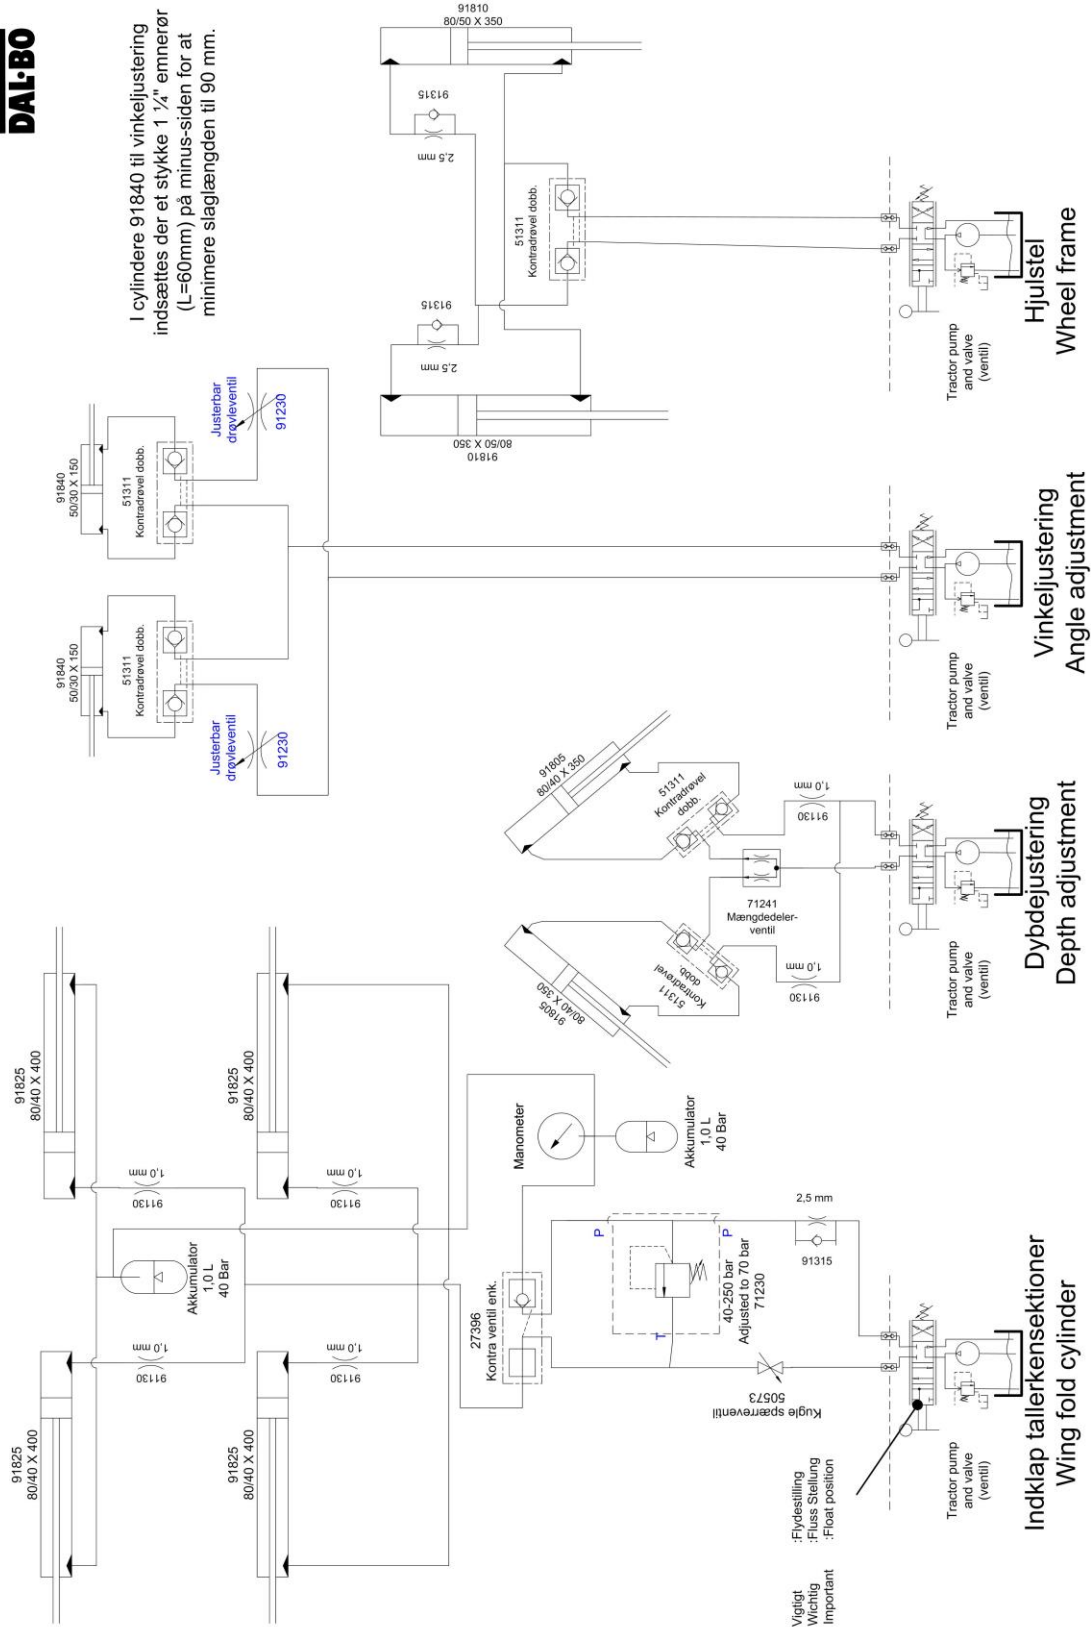 DAL-BO
I cylindere 91840 til vinkeljustering
indsættes der et stykke 1 ¼" emnerør
(L=60mm) på minus-siden for at
minimere slaglængden til 90 mm.
91825
80/40 X 400
91825
80/40 X 400
91130
1,0 mm
91130
1,0 mm
Akkumulator
1,0 L
40 Bar
91825
80/40 X 400
91825
80/40 X 400
91130
1,0 mm
91130
1,0 mm
27396
Kontra ventil enk.
Manometer
Akkumulator
1,0 L
40 Bar
P
P
T
40-250 bar
Adjusted to 70 bar
71230
50573
Kugle spærreventil
2,5 mm
91315
Vigtigt :Flydestilling
Wichtig :Fluss Stellung
Important :Float position
Tractor pump
and valve
(ventil)
Indklap tallerkensektioner
Wing fold cylinder
91805
80/40 X 350
91805
80/40 X 350
51311
Kontradrøvel
dobb.
51311
Kontradrøvel
dobb.
71241
Mængdedeler-
ventil
91130
1,0 mm
91130
1,0 mm
Tractor pump
and valve
(ventil)
Dybdejustering
Depth adjustment
91840
50/30 X 150
91840
50/30 X 150
51311
Kontradrøvel dobb.
51311
Kontradrøvel dobb.
Justerbar
drøvleventil
91230
Justerbar
drøvleventil
91230
Tractor pump
and valve
(ventil)
Vinkeljustering
Angle adjustment
91810
80/50 X 350
91810
80/50 X 350
91315
2,5 mm
91315
2,5 mm
51311
Kontradrøvel dobb.
Tractor pump
and valve
(ventil)
Hjulstel
Wheel frame